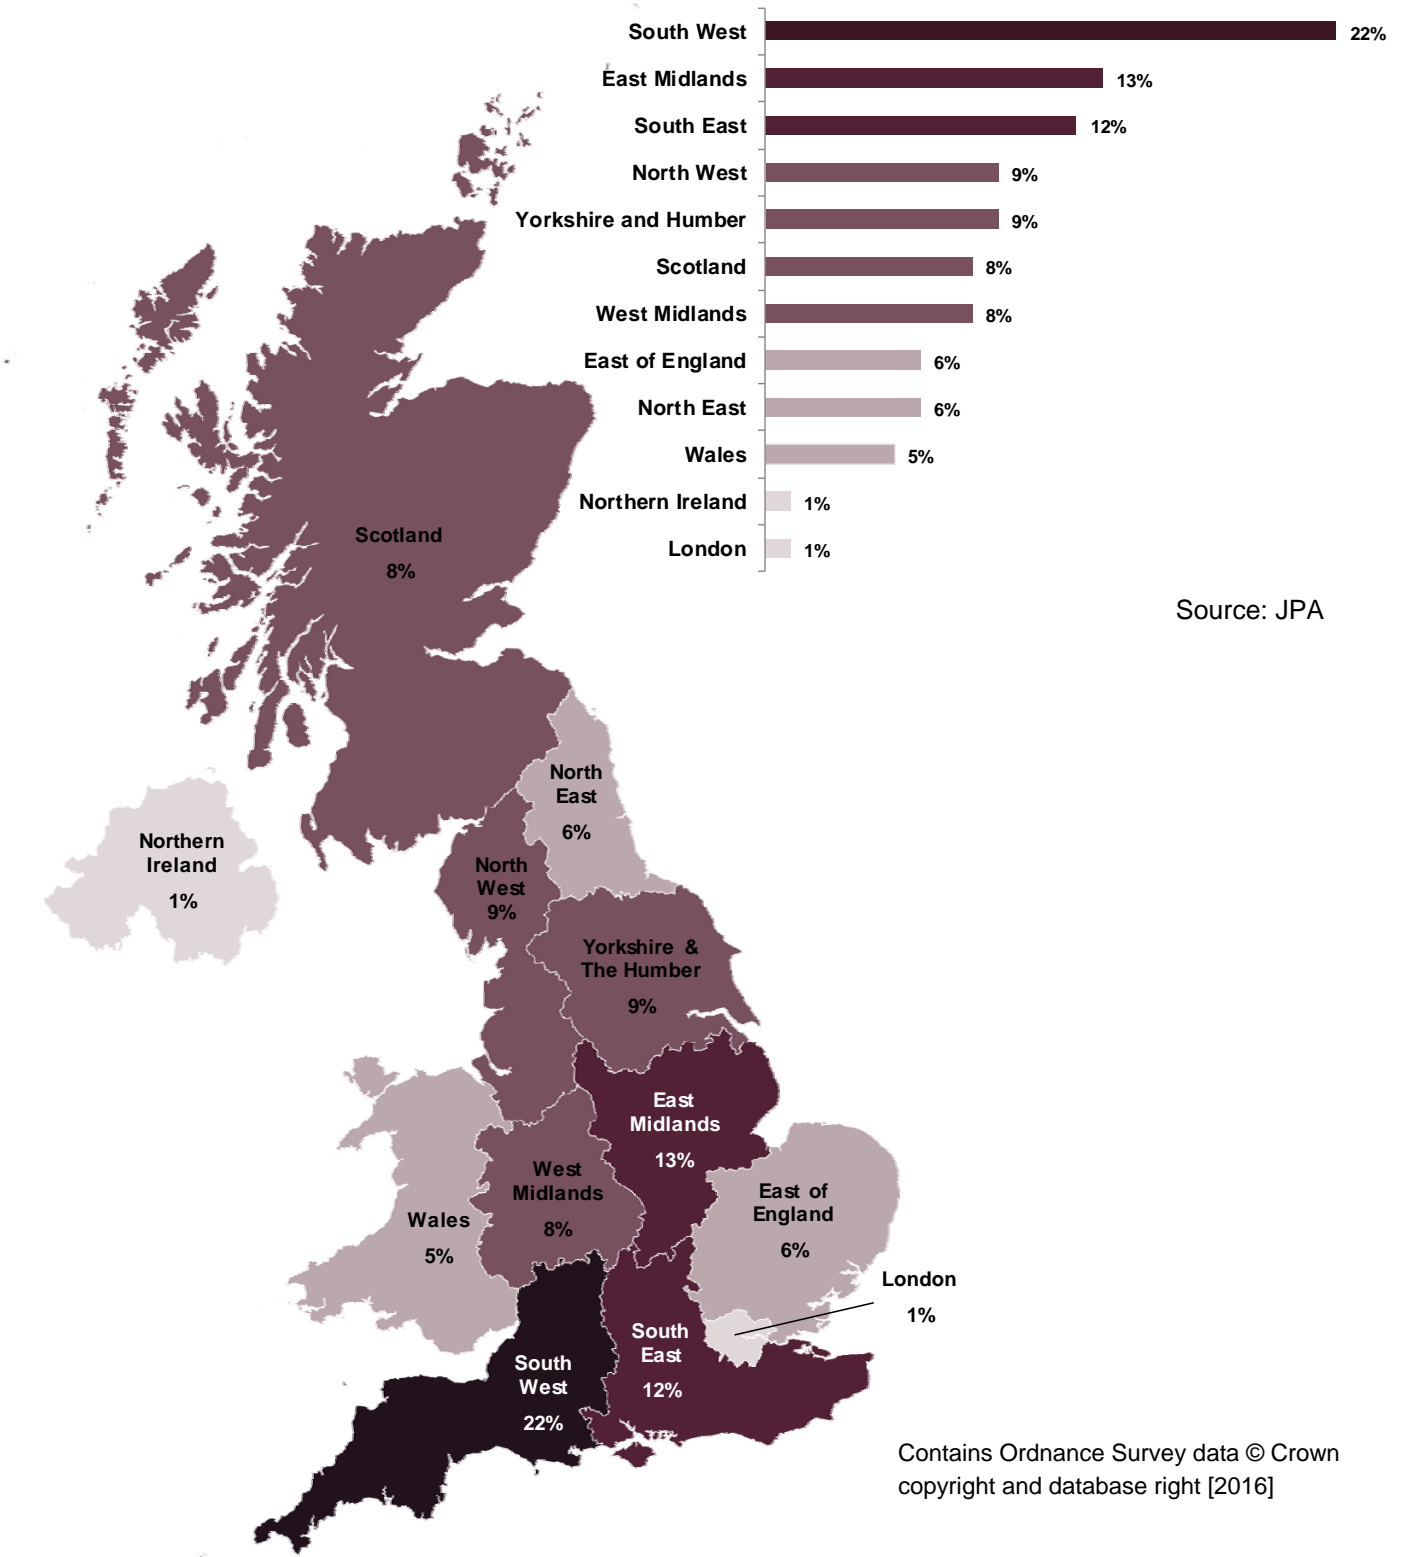 South West 22%
East Midlands 13%
South East 12%
North West 9%
Yorkshire and Humber 9%
Scotland 8%
West Midlands 8%
East of England 6%
North East 6%
Wales 5%
Northern Ireland 1%
London 1%
Source: JPA
Scotland
8%
North
East
6%
Northern
Ireland
1%
North
West
9%
Yorkshire &
The Humber
9%
East
Midlands
13%
West
Midlands
8%
East of
England
6%
Wales
5%
London
1%
South
East
12%
South
West
22%
Contains Ordnance Survey data © Crown
copyright and database right [2016]